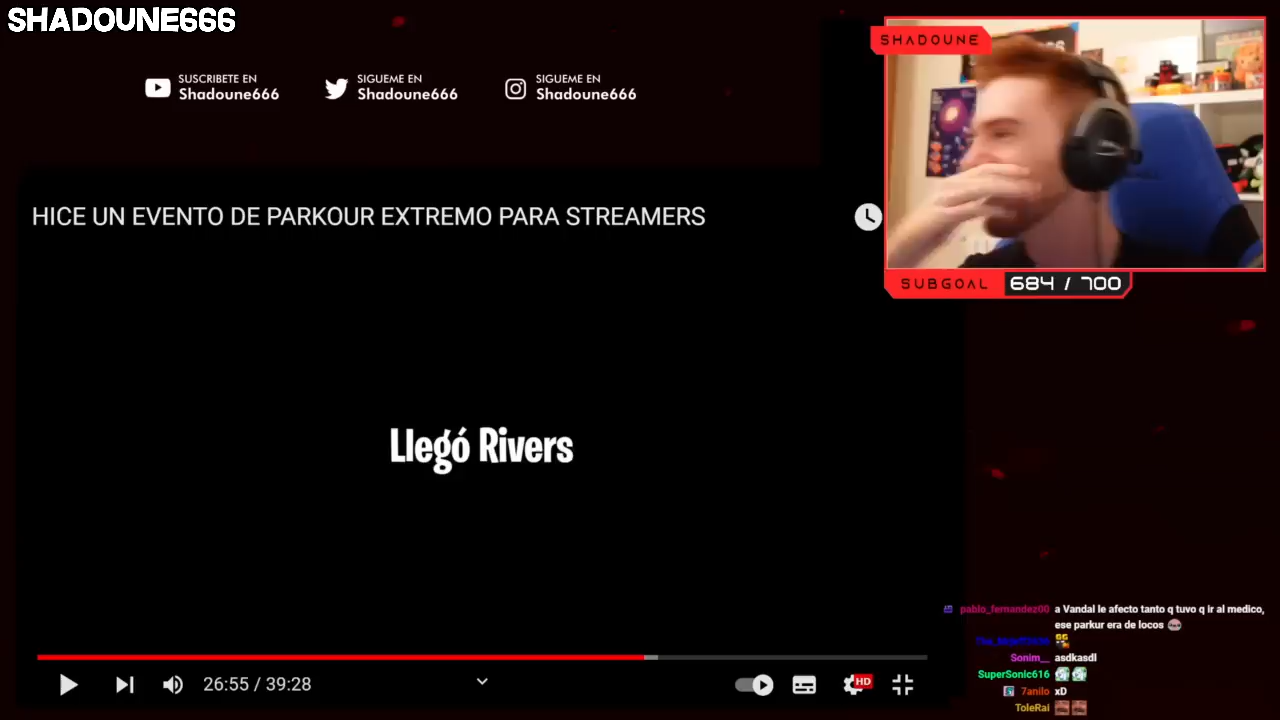 SHADOUNE666
SUSCRIBETE EN
Shadoune666
SIGUEME EN
Shadoune666
SIGUEME EN
Shadoune666
SHADOUNE
SUBGOAL 684 / 700
HICE UN EVENTO DE PARKOUR EXTREMO PARA STREAMERS
Llegó Rivers
26:55 / 39:28
HD
pablo_fernandez00 a Vandal le afecto tanto q tuvo q ir al medico,
ese parkur era de locos
Sonim__ asdkasdl
SuperSonic616
7anilo xD
ToleRai